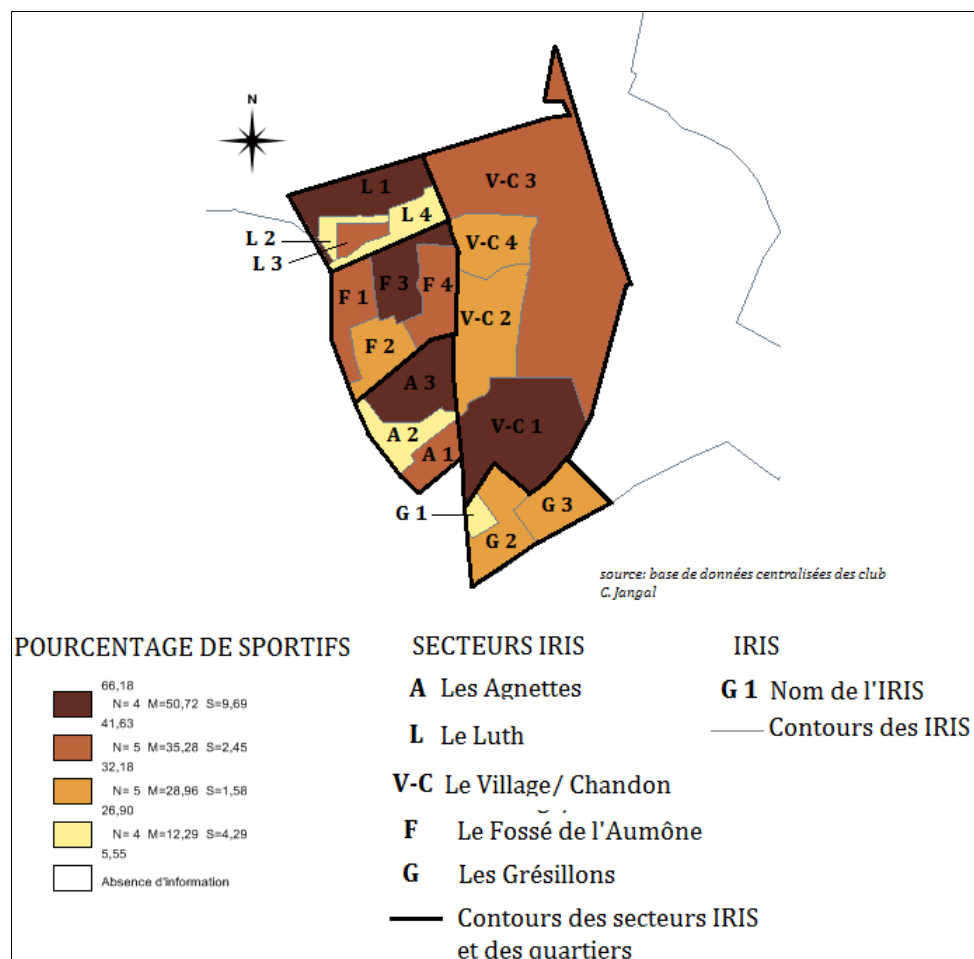 N
L 1
V-C 3
L 4
L 2
V-C 4
L 3
F 3
F 4
F 1
V-C 2
F 2
A 3
V-C 1
A 2
A 1
G 3
G 1
G 2
source: base de données centralisées des club
C. Jangal
POURCENTAGE DE SPORTIFS
66,18
N= 4 M=50,72 S=9,69
41,63
N= 5 M=35,28 S=2,45
32,18
N= 5 M=28,96 S=1,58
26,90
N= 4 M=12,29 S=4,29
5,55
Absence d'information
SECTEURS IRIS
A Les Agnettes
L Le Luth
V-C Le Village/ Chandon
F Le Fossé de l'Aumône
G Les Grésillons
Contours des secteurs IRIS
et des quartiers
IRIS
G 1 Nom de l'IRIS
Contours des IRIS